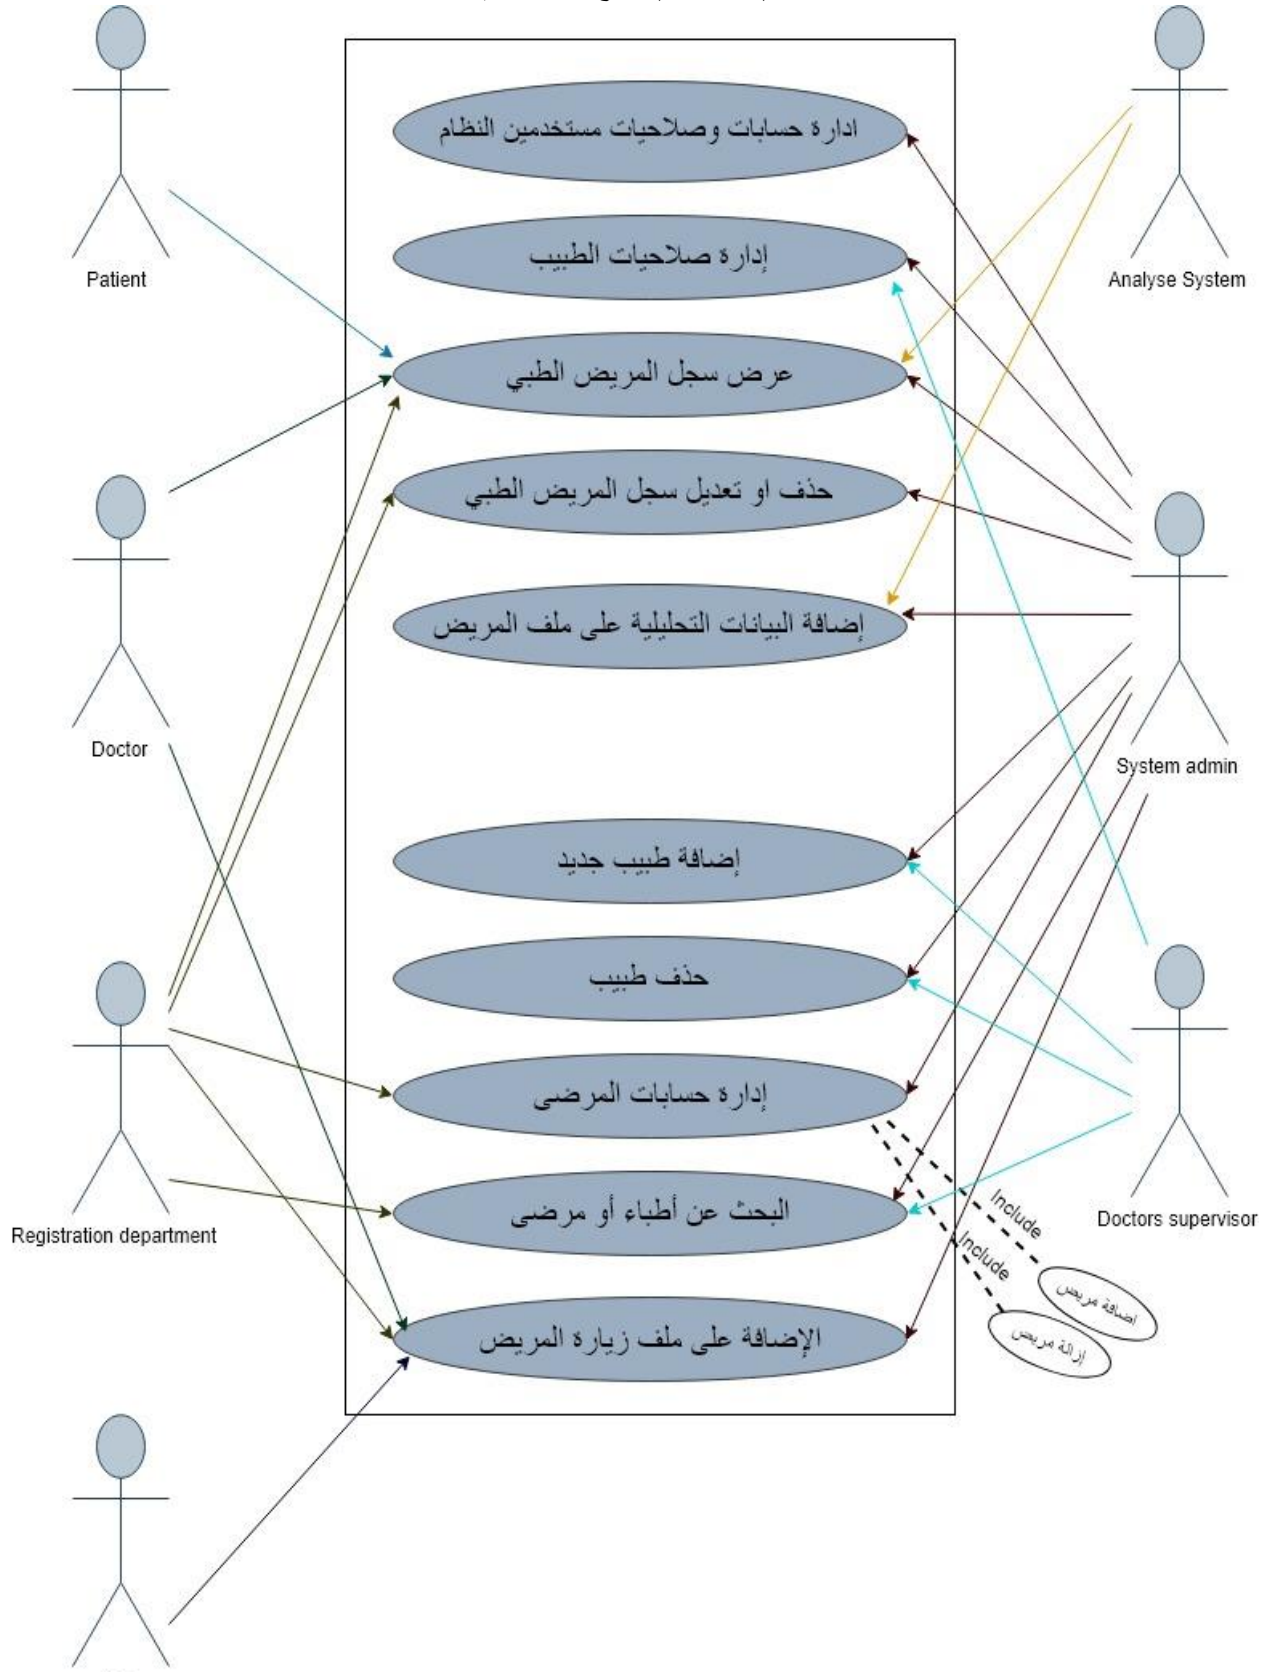 ادارة حسابات وصلاحيات مستخدمين النظام
إدارة صلاحيات الطبيب
Patient
Analyse System
عرض سجل المريض الطبي
حذف او تعديل سجل المريض الطبي
إضافة البيانات التحليلية على ملف المريض
Doctor
System admin
إضافة طبيب جديد
حذف طبيب
إدارة حسابات المرضى
البحث عن أطباء أو مرضى
Registration department
Doctors supervisor
Include
Include
اضافة مريض
إزالة مريض
الإضافة على ملف زيارة المريض